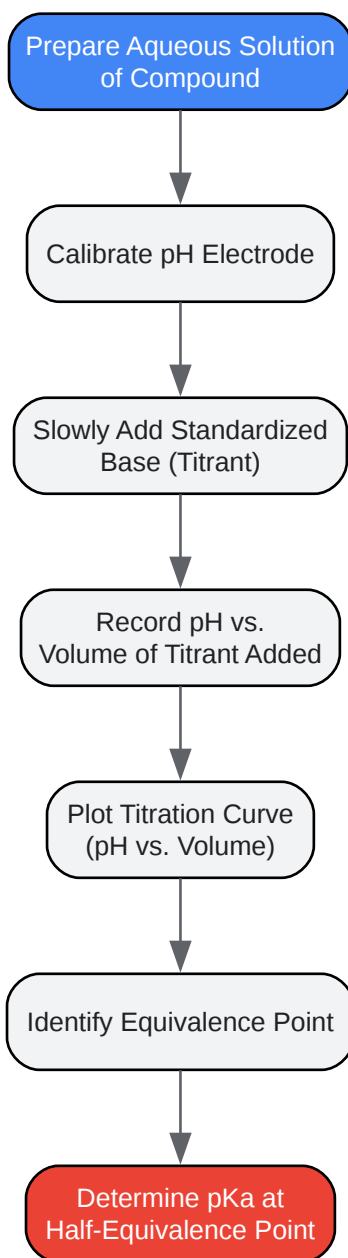 Prepare Aqueous Solution
of Compound
Calibrate pH Electrode
Slowly Add Standardized
Base (Titrant)
Record pH vs.
Volume of Titrant Added
Plot Titration Curve
(pH vs. Volume)
Identify Equivalence Point
Determine pKa at
Half-Equivalence Point